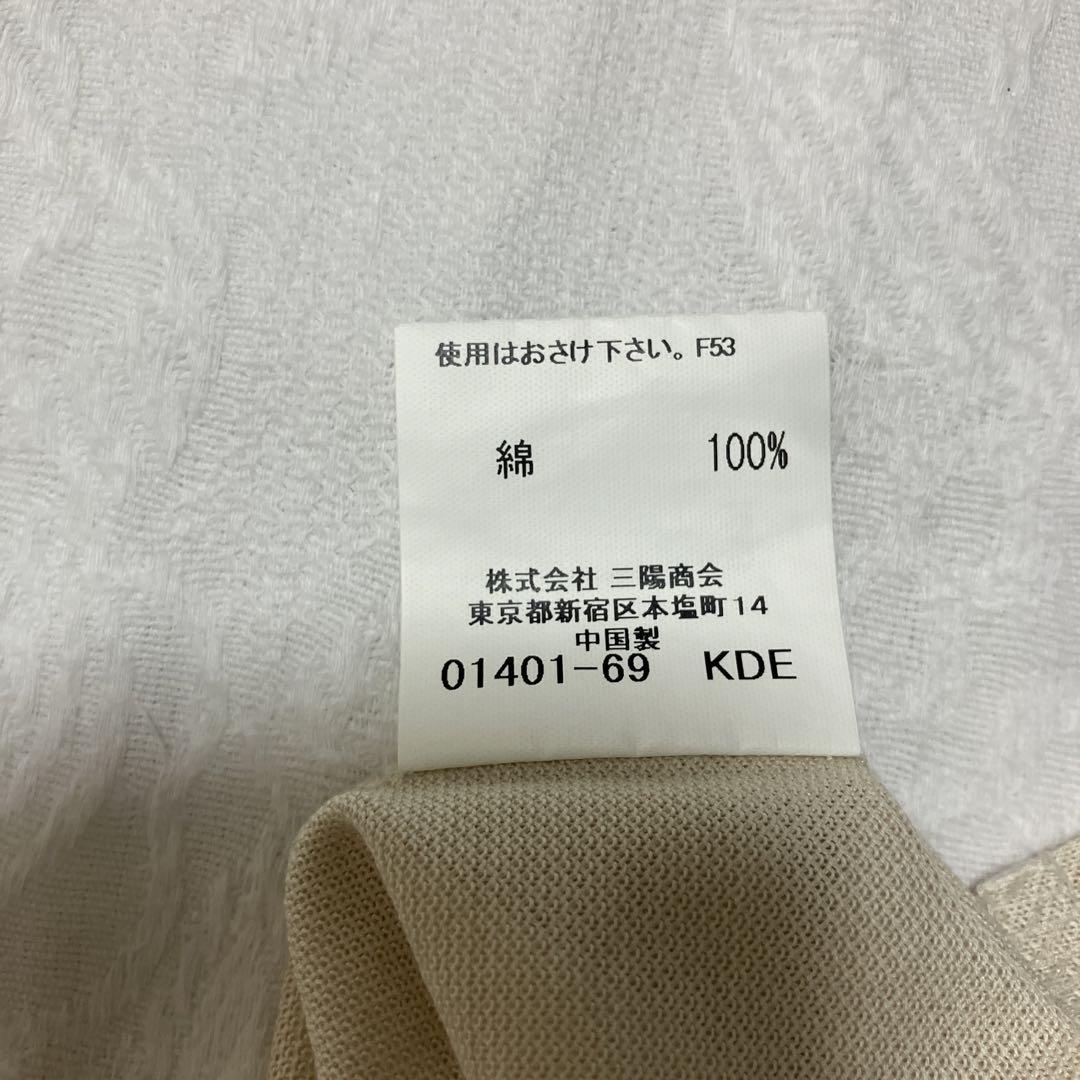 使用はおさけ下さい。F53
綿 100%
株式会社 三陽商会
東京都新宿区本塩町14
中国製
01401-69 KDE